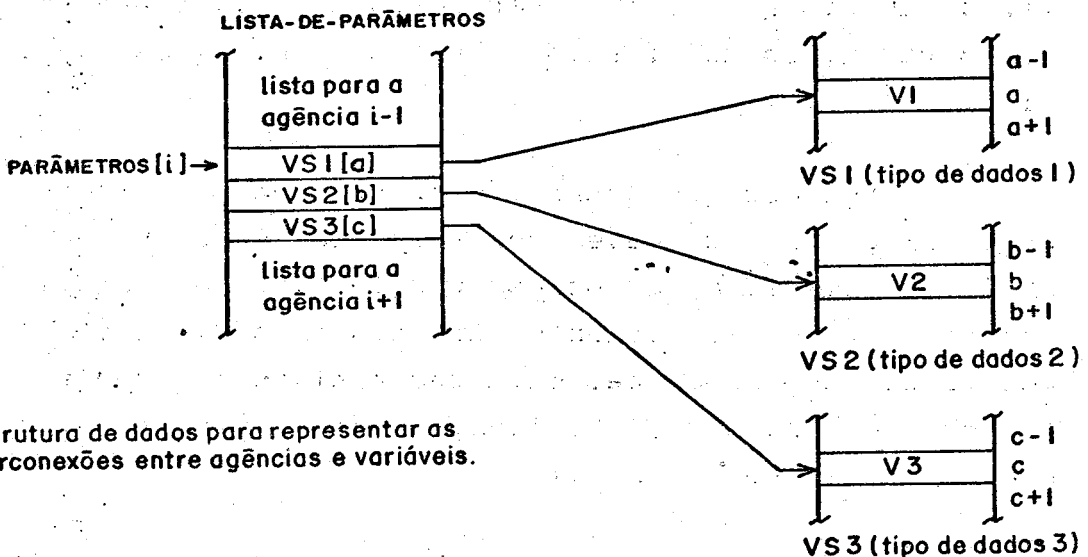 LISTA-DE-PARÂMETROS
lista para a
agência i-1
PARÂMETROS[i]
VS1[a]
VS2[b]
VS3[c]
lista para a
agência i+1
a-1
V1
a
a+1
VS1 (tipo de dados 1)
b-1
V2
b
b+1
VS2 (tipo de dados 2)
c-1
V3
c
c+1
VS3 (tipo de dados 3)
rutura de dados para representar as
rconexões entre agências e variáveis.